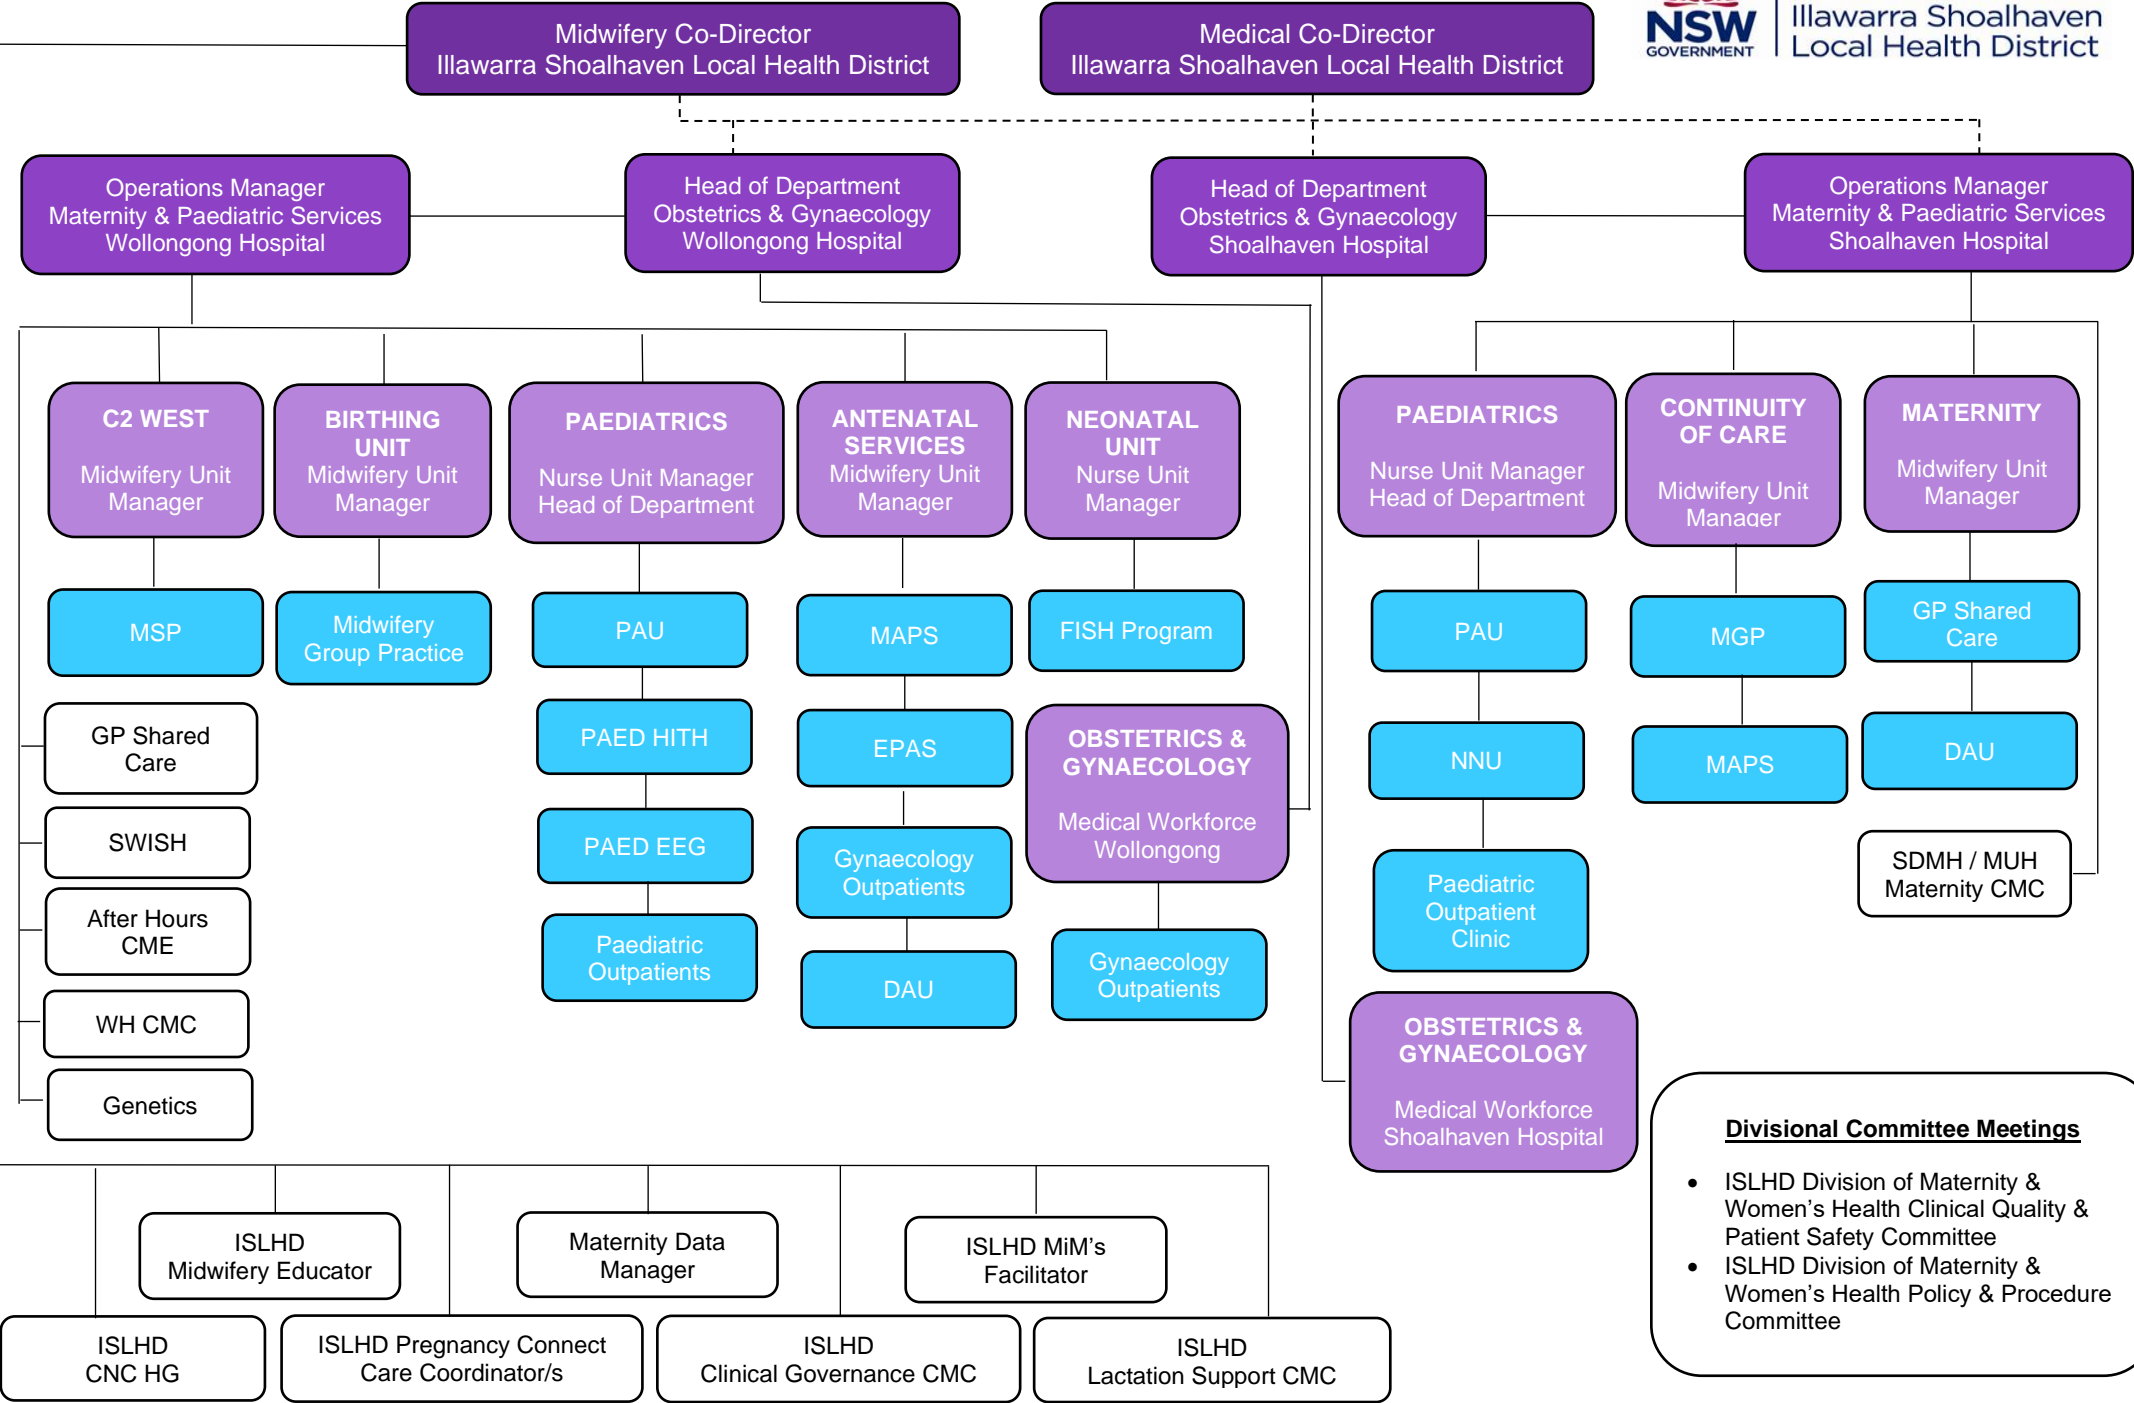 Midwifery Co-Director
Illawarra Shoalhaven Local Health District
Medical Co-Director
Illawarra Shoalhaven Local Health District
NSW
GOVERNMENT
Illawarra Shoalhaven
Local Health District
Operations Manager
Maternity & Paediatric Services
Wollongong Hospital
Head of Department
Obstetrics & Gynaecology
Wollongong Hospital
Head of Department
Obstetrics & Gynaecology
Shoalhaven Hospital
Operations Manager
Maternity & Paediatric Services
Shoalhaven Hospital
C2 WEST
Midwifery Unit
Manager
BIRTHING
UNIT
Midwifery Unit
Manager
PAEDIATRICS
Nurse Unit Manager
Head of Department
ANTENATAL
SERVICES
Midwifery Unit
Manager
NEONATAL
UNIT
Nurse Unit
Manager
PAEDIATRICS
Nurse Unit Manager
Head of Department
CONTINUITY
OF CARE
Midwifery Unit
Manager
MATERNITY
Midwifery Unit
Manager
MSP
Midwifery
Group Practice
PAU
MAPS
FISH Program
PAU
MGP
GP Shared
Care
GP Shared
Care
PAED HITH
EPAS
OBSTETRICS &
GYNAECOLOGY
Medical Workforce
Wollongong
NNU
MAPS
DAU
SWISH
PAED EEG
Gynaecology
Outpatients
Paediatric
Outpatient
Clinic
SDMH / MUH
Maternity CMC
After Hours
CME
Paediatric
Outpatients
DAU
Gynaecology
Outpatients
WH CMC
OBSTETRICS &
GYNAECOLOGY
Medical Workforce
Shoalhaven Hospital
Genetics
Divisional Committee Meetings
• ISLHD Division of Maternity &
Women’s Health Clinical Quality &
Patient Safety Committee
• ISLHD Division of Maternity &
Women’s Health Policy & Procedure
Committee
ISLHD
Midwifery Educator
Maternity Data
Manager
ISLHD MiM’s
Facilitator
ISLHD
CNC HG
ISLHD Pregnancy Connect
Care Coordinator/s
ISLHD
Clinical Governance CMC
ISLHD
Lactation Support CMC